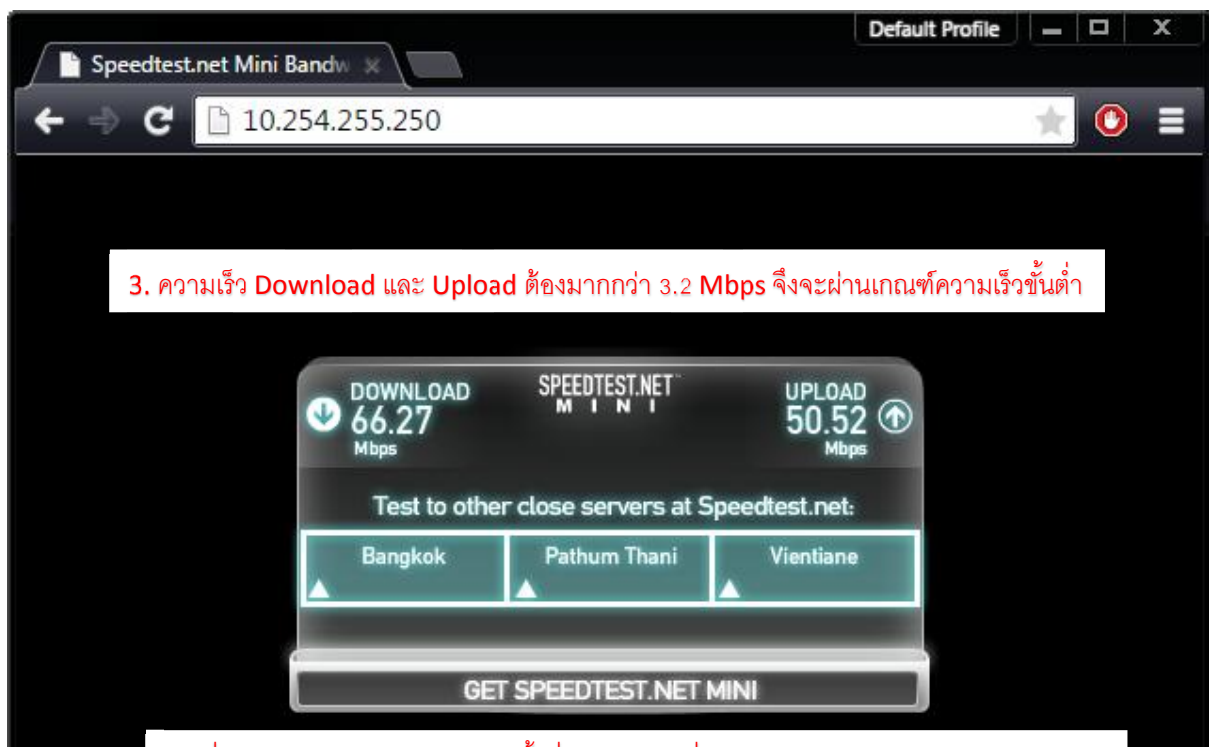 Default Profile
Speedtest.net Mini Bandw
10.254.255.250
3. ความเร็ว Download และ Upload ต้องมากกว่า 3.2 Mbps จึงจะผ่านเกณฑ์ความเร็วขั้นต่ำ
DOWNLOAD
66.27
Mbps
SPEEDTEST.NET™
MINI
UPLOAD
50.52
Mbps
Test to other close servers at Speedtest.net:
Bangkok
Pathum Thani
Vientiane
GET SPEEDTEST.NET MINI